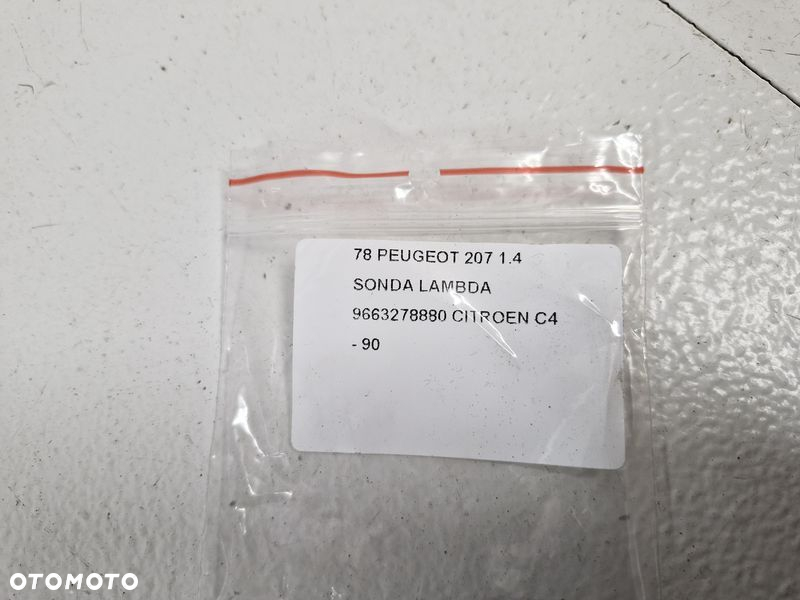 78 PEUGEOT 207 1.4
SONDA LAMBDA
9663278880 CITROEN C4
- 90
OTOMOTO